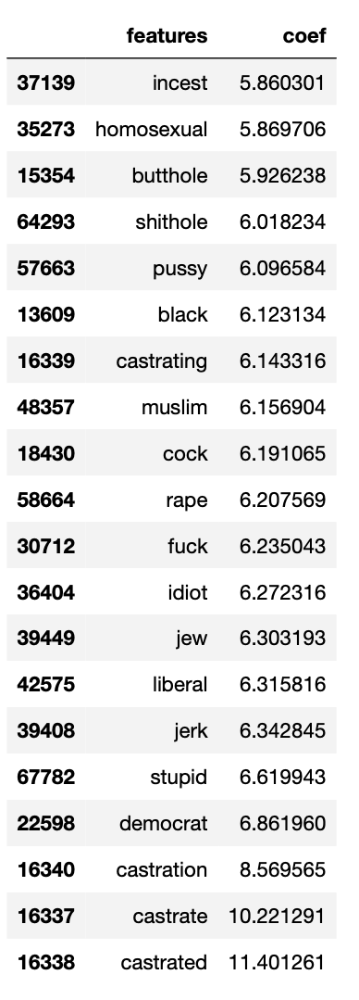 features coef
37139 incest 5.860301
35273 homosexual 5.869706
15354 butthole 5.926238
64293 shithole 6.018234
57663 pussy 6.096584
13609 black 6.123134
16339 castrating 6.143316
48357 muslim 6.156904
18430 cock 6.191065
58664 rape 6.207569
30712 fuck 6.235043
36404 idiot 6.272316
39449 jew 6.303193
42575 liberal 6.315816
39408 jerk 6.342845
67782 stupid 6.619943
22598 democrat 6.861960
16340 castration 8.569565
16337 castrate 10.221291
16338 castrated 11.401261